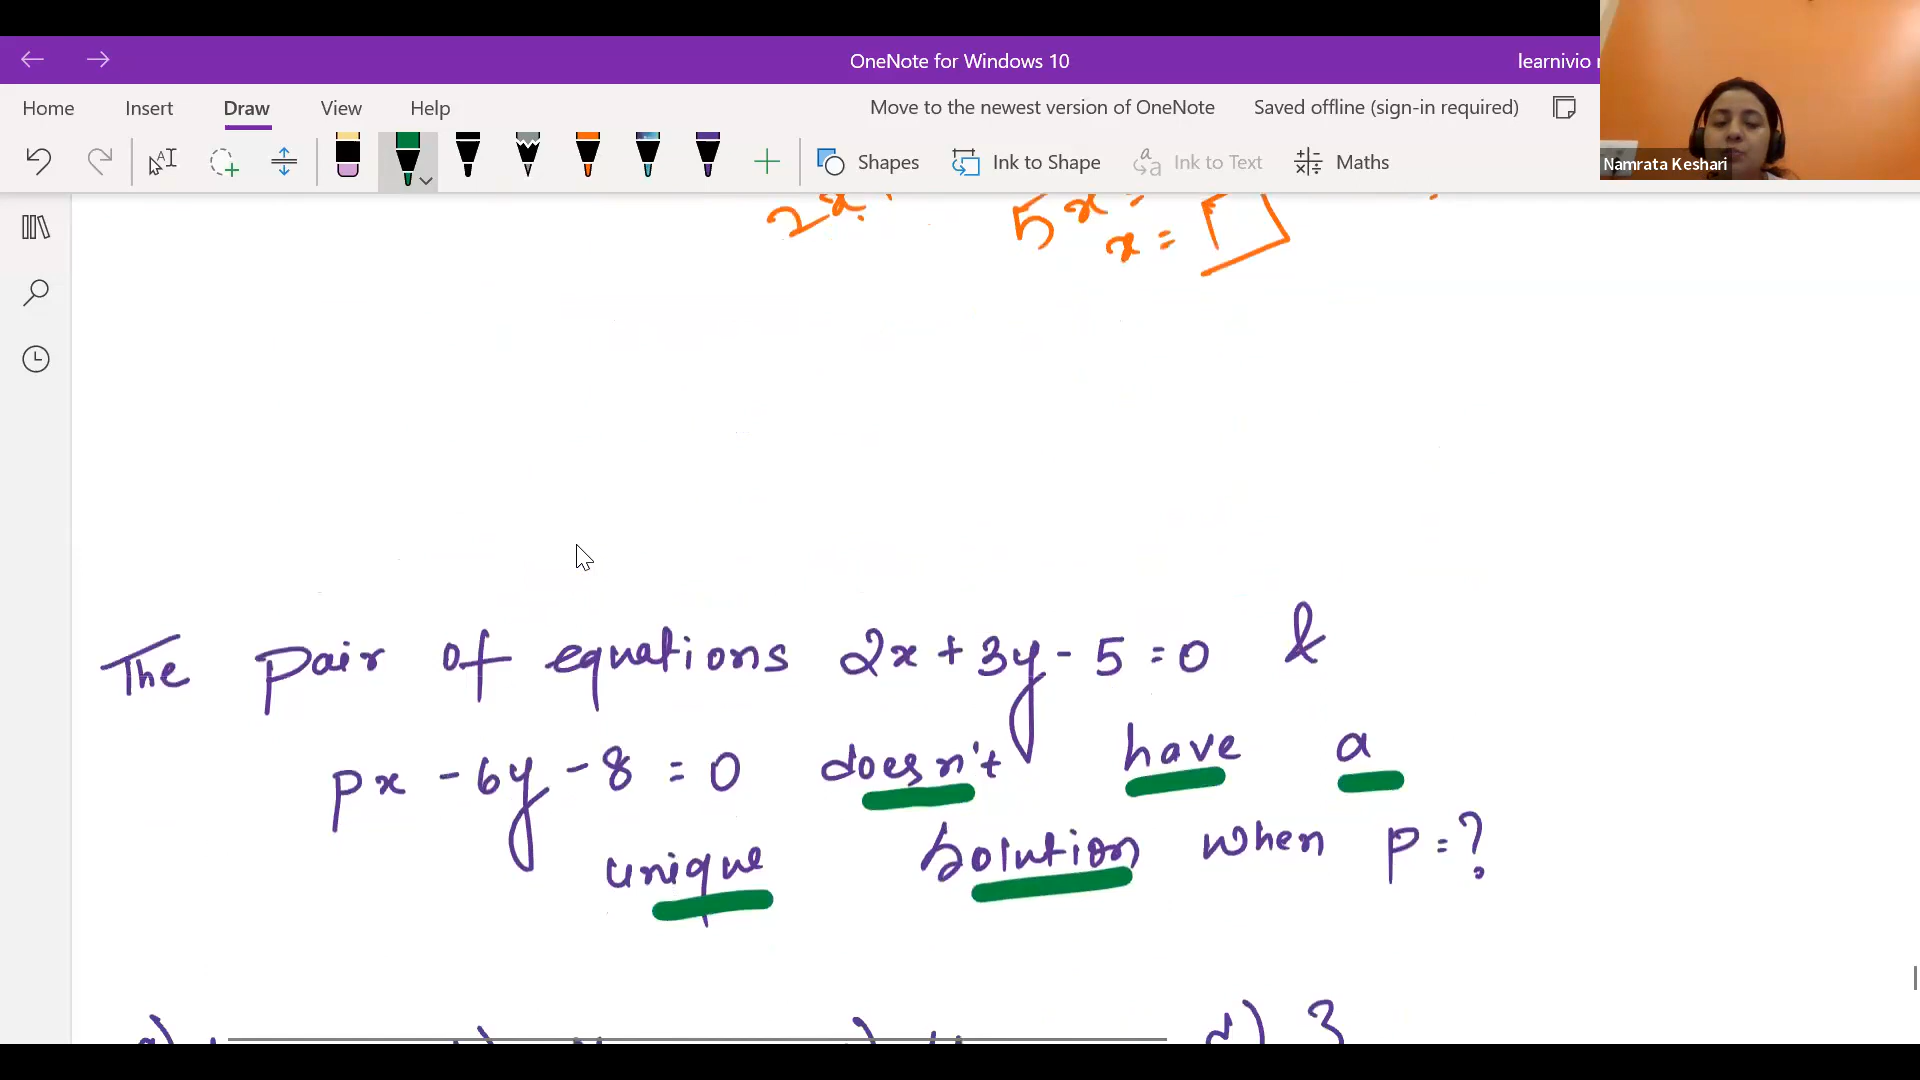 OneNote for Windows 10
learnivio
Home Insert Draw View Help
Move to the newest version of OneNote Saved offline (sign-in required)
Shapes Ink to Shape Ink to Text Maths
Namrata Keshari
2x
5x
x =
The pair of equations 2x + 3y - 5 = 0 &
px - 6y - 8 = 0 doesn't have a
unique solution when p = ?
d) 3